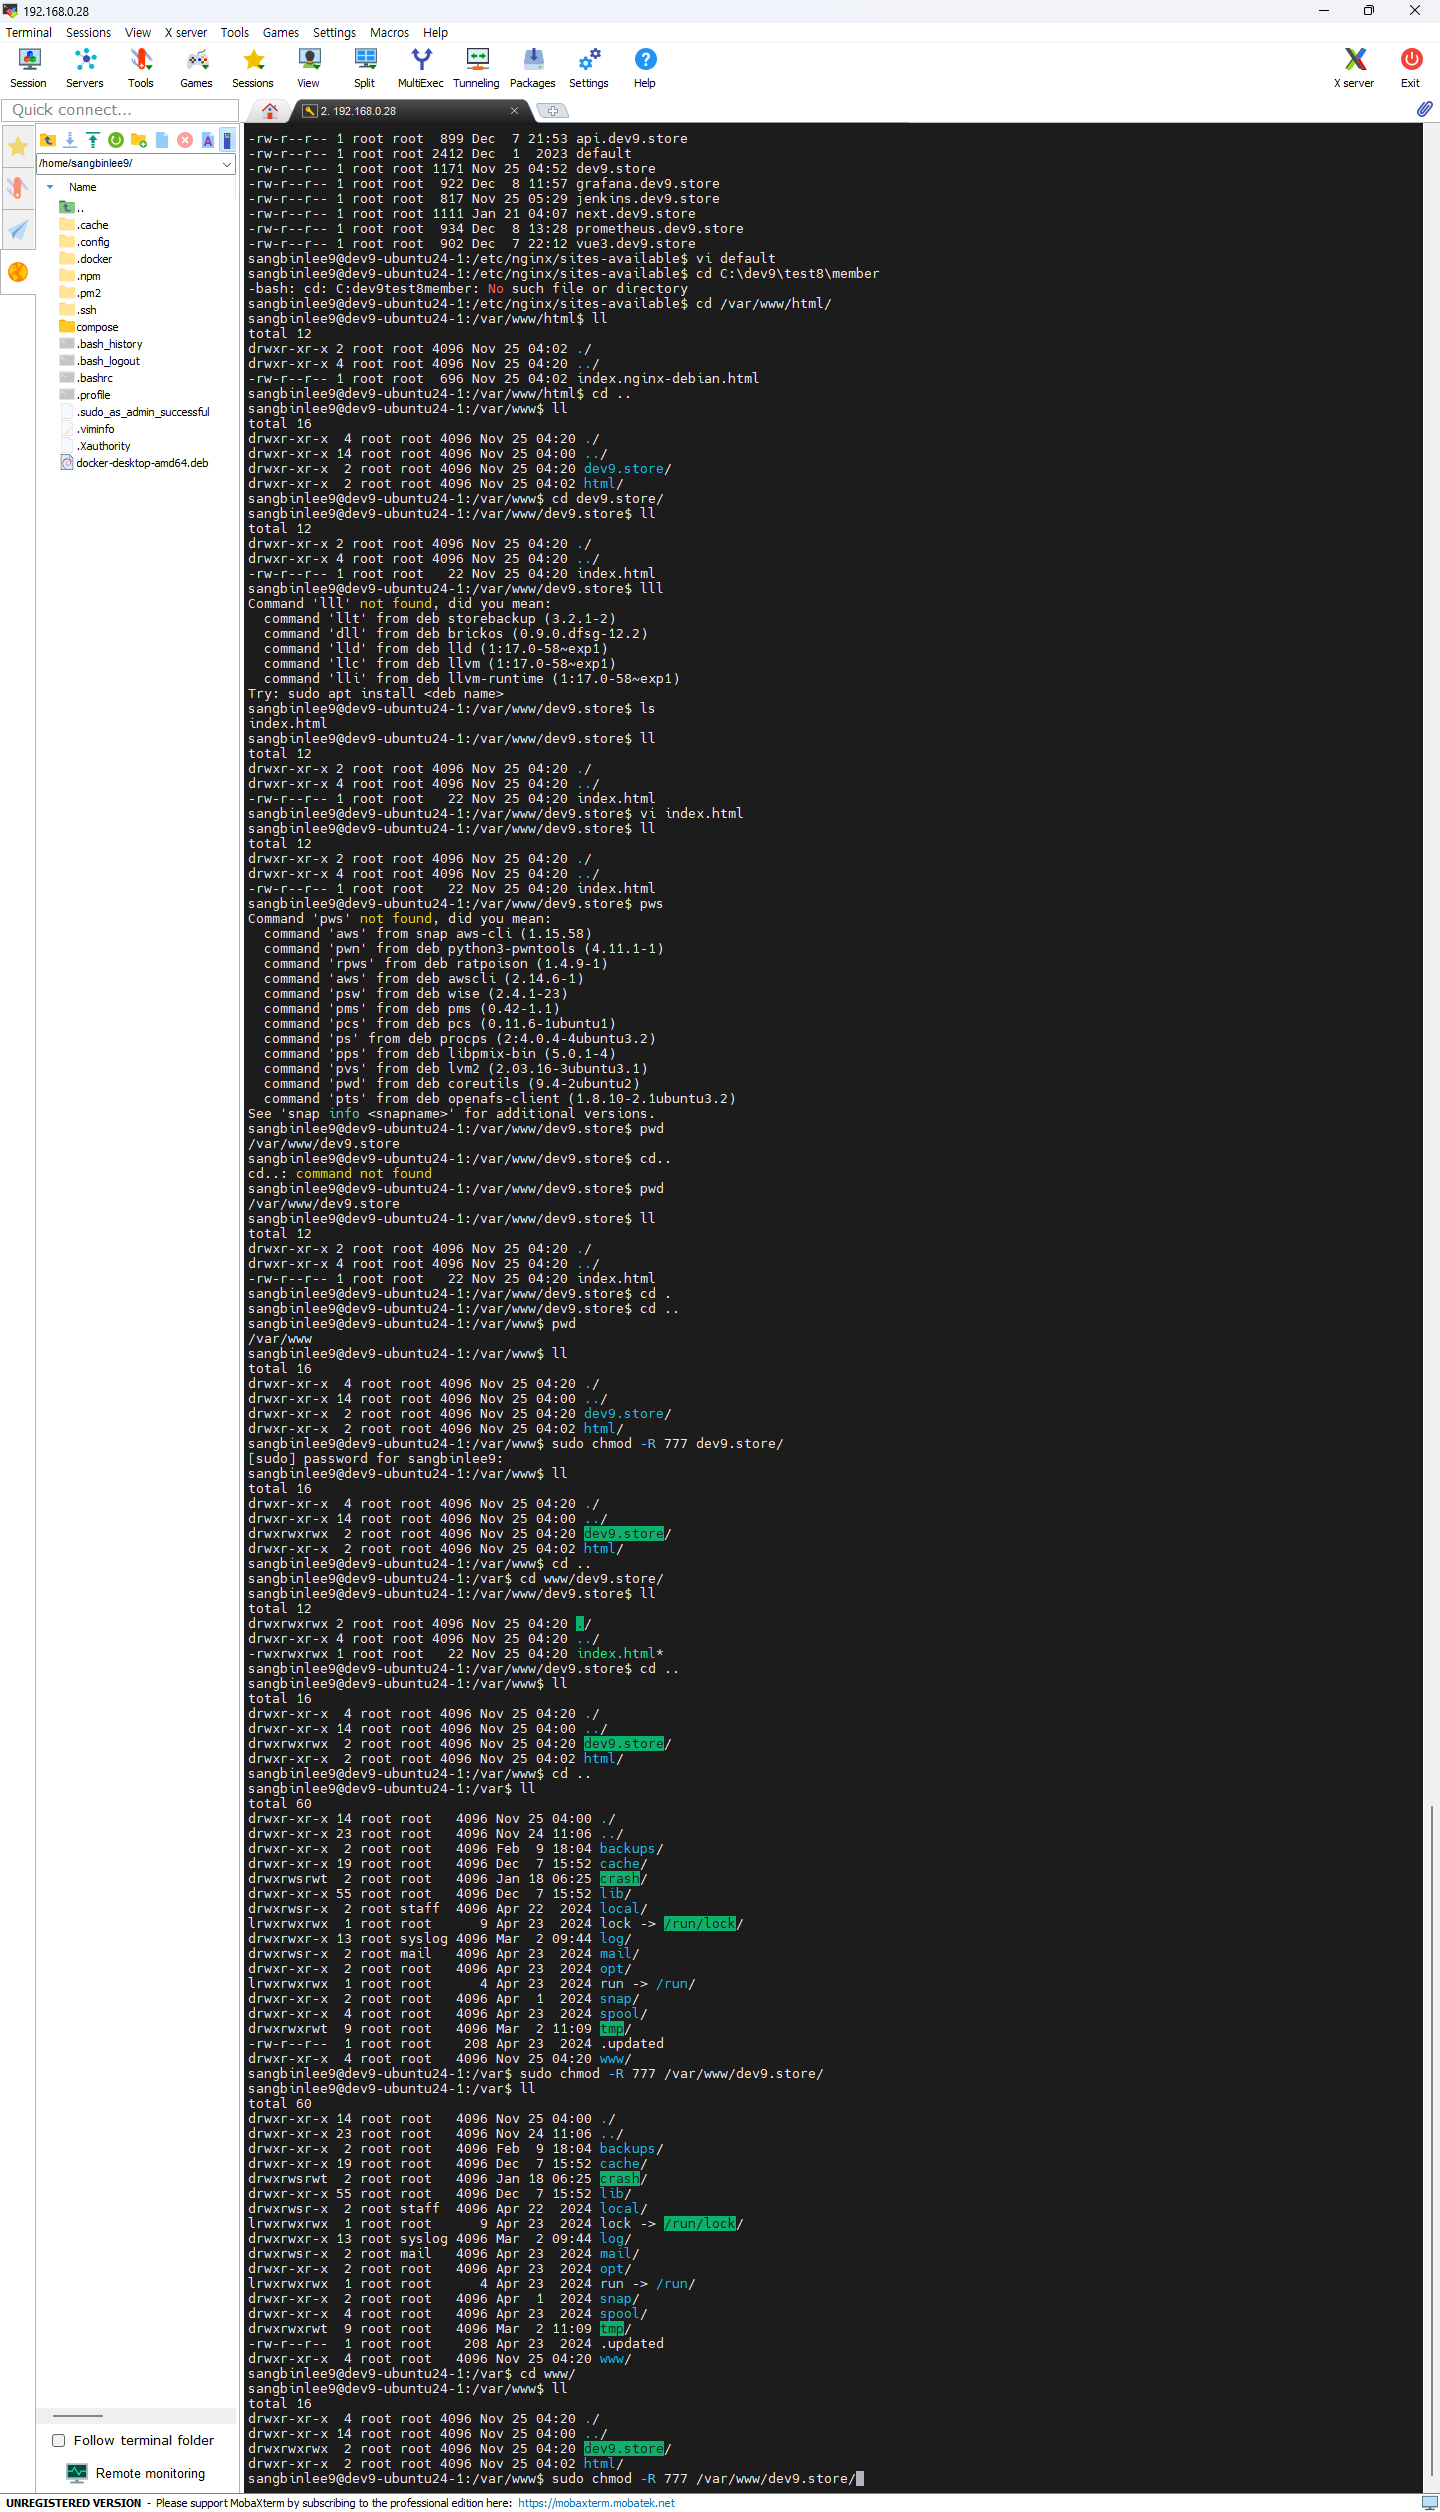 192.168.0.28
Terminal Sessions View X server Tools Games Settings Macros Help
Session Servers Tools Games Sessions View Split MultiExec Tunneling Packages Settings Help X server Exit
Quick connect...
2. 192.168.0.28
/home/sangbinlee9/
Name
..
.cache
.config
.docker
.npm
.pm2
.ssh
compose
.bash_history
.bash_logout
.bashrc
.profile
.sudo_as_admin_successful
.viminfo
.Xauthority
docker-desktop-amd64.deb
-rw-r--r-- 1 root root  899 Dec  7 21:53 api.dev9.store
-rw-r--r-- 1 root root 2412 Dec  1  2023 default
-rw-r--r-- 1 root root 1171 Nov 25 04:52 dev9.store
-rw-r--r-- 1 root root  922 Dec  8 11:57 grafana.dev9.store
-rw-r--r-- 1 root root  817 Nov 25 05:29 jenkins.dev9.store
-rw-r--r-- 1 root root 1111 Jan 21 04:07 next.dev9.store
-rw-r--r-- 1 root root  934 Dec  8 13:28 prometheus.dev9.store
-rw-r--r-- 1 root root  902 Dec  7 22:12 vue3.dev9.store
sangbinlee9@dev9-ubuntu24-1:/etc/nginx/sites-available$ vi default
sangbinlee9@dev9-ubuntu24-1:/etc/nginx/sites-available$ cd C:\dev9\test8\member
-bash: cd: C:dev9test8member: No such file or directory
sangbinlee9@dev9-ubuntu24-1:/etc/nginx/sites-available$ cd /var/www/html/
sangbinlee9@dev9-ubuntu24-1:/var/www/html$ ll
total 12
drwxr-xr-x 2 root root 4096 Nov 25 04:02 ./
drwxr-xr-x 4 root root 4096 Nov 25 04:20 ../
-rw-r--r-- 1 root root  696 Nov 25 04:02 index.nginx-debian.html
sangbinlee9@dev9-ubuntu24-1:/var/www/html$ cd ..
sangbinlee9@dev9-ubuntu24-1:/var/www$ ll
total 16
drwxr-xr-x  4 root root 4096 Nov 25 04:20 ./
drwxr-xr-x 14 root root 4096 Nov 25 04:00 ../
drwxr-xr-x  2 root root 4096 Nov 25 04:20 dev9.store/
drwxr-xr-x  2 root root 4096 Nov 25 04:02 html/
sangbinlee9@dev9-ubuntu24-1:/var/www$ cd dev9.store/
sangbinlee9@dev9-ubuntu24-1:/var/www/dev9.store$ ll
total 12
drwxr-xr-x 2 root root 4096 Nov 25 04:20 ./
drwxr-xr-x 4 root root 4096 Nov 25 04:20 ../
-rw-r--r-- 1 root root   22 Nov 25 04:20 index.html
sangbinlee9@dev9-ubuntu24-1:/var/www/dev9.store$ lll
Command 'lll' not found, did you mean:
  command 'llt' from deb storebackup (3.2.1-2)
  command 'dll' from deb brickos (0.9.0.dfsg-12.2)
  command 'lld' from deb lld (1:17.0-58~exp1)
  command 'llc' from deb llvm (1:17.0-58~exp1)
  command 'lli' from deb llvm-runtime (1:17.0-58~exp1)
Try: sudo apt install <deb name>
sangbinlee9@dev9-ubuntu24-1:/var/www/dev9.store$ ls
index.html
sangbinlee9@dev9-ubuntu24-1:/var/www/dev9.store$ ll
total 12
drwxr-xr-x 2 root root 4096 Nov 25 04:20 ./
drwxr-xr-x 4 root root 4096 Nov 25 04:20 ../
-rw-r--r-- 1 root root   22 Nov 25 04:20 index.html
sangbinlee9@dev9-ubuntu24-1:/var/www/dev9.store$ vi index.html
sangbinlee9@dev9-ubuntu24-1:/var/www/dev9.store$ ll
total 12
drwxr-xr-x 2 root root 4096 Nov 25 04:20 ./
drwxr-xr-x 4 root root 4096 Nov 25 04:20 ../
-rw-r--r-- 1 root root   22 Nov 25 04:20 index.html
sangbinlee9@dev9-ubuntu24-1:/var/www/dev9.store$ pws
Command 'pws' not found, did you mean:
  command 'aws' from snap aws-cli (1.15.58)
  command 'pwn' from deb python3-pwntools (4.11.1-1)
  command 'rpws' from deb ratpoison (1.4.9-1)
  command 'aws' from deb awscli (2.14.6-1)
  command 'psw' from deb wise (2.4.1-23)
  command 'pms' from deb pms (0.42-1.1)
  command 'pcs' from deb pcs (0.11.6-1ubuntu1)
  command 'ps' from deb procps (2:4.0.4-4ubuntu3.2)
  command 'pps' from deb libpmix-bin (5.0.1-4)
  command 'pvs' from deb lvm2 (2.03.16-3ubuntu3.1)
  command 'pwd' from deb coreutils (9.4-2ubuntu2)
  command 'pts' from deb openafs-client (1.8.10-2.1ubuntu3.2)
See 'snap info <snapname>' for additional versions.
sangbinlee9@dev9-ubuntu24-1:/var/www/dev9.store$ pwd
/var/www/dev9.store
sangbinlee9@dev9-ubuntu24-1:/var/www/dev9.store$ cd..
cd..: command not found
sangbinlee9@dev9-ubuntu24-1:/var/www/dev9.store$ pwd
/var/www/dev9.store
sangbinlee9@dev9-ubuntu24-1:/var/www/dev9.store$ ll
total 12
drwxr-xr-x 2 root root 4096 Nov 25 04:20 ./
drwxr-xr-x 4 root root 4096 Nov 25 04:20 ../
-rw-r--r-- 1 root root   22 Nov 25 04:20 index.html
sangbinlee9@dev9-ubuntu24-1:/var/www/dev9.store$ cd .
sangbinlee9@dev9-ubuntu24-1:/var/www/dev9.store$ cd ..
sangbinlee9@dev9-ubuntu24-1:/var/www$ pwd
/var/www
sangbinlee9@dev9-ubuntu24-1:/var/www$ ll
total 16
drwxr-xr-x  4 root root 4096 Nov 25 04:20 ./
drwxr-xr-x 14 root root 4096 Nov 25 04:00 ../
drwxr-xr-x  2 root root 4096 Nov 25 04:20 dev9.store/
drwxr-xr-x  2 root root 4096 Nov 25 04:02 html/
sangbinlee9@dev9-ubuntu24-1:/var/www$ sudo chmod -R 777 dev9.store/
[sudo] password for sangbinlee9:
sangbinlee9@dev9-ubuntu24-1:/var/www$ ll
total 16
drwxr-xr-x  4 root root 4096 Nov 25 04:20 ./
drwxr-xr-x 14 root root 4096 Nov 25 04:00 ../
drwxrwxrwx  2 root root 4096 Nov 25 04:20 dev9.store/
drwxr-xr-x  2 root root 4096 Nov 25 04:02 html/
sangbinlee9@dev9-ubuntu24-1:/var/www$ cd ..
sangbinlee9@dev9-ubuntu24-1:/var$ cd www/dev9.store/
sangbinlee9@dev9-ubuntu24-1:/var/www/dev9.store$ ll
total 12
drwxrwxrwx 2 root root 4096 Nov 25 04:20 ./
drwxr-xr-x 4 root root 4096 Nov 25 04:20 ../
-rwxrwxrwx 1 root root   22 Nov 25 04:20 index.html*
sangbinlee9@dev9-ubuntu24-1:/var/www/dev9.store$ cd ..
sangbinlee9@dev9-ubuntu24-1:/var/www$ ll
total 16
drwxr-xr-x  4 root root 4096 Nov 25 04:20 ./
drwxr-xr-x 14 root root 4096 Nov 25 04:00 ../
drwxrwxrwx  2 root root 4096 Nov 25 04:20 dev9.store/
drwxr-xr-x  2 root root 4096 Nov 25 04:02 html/
sangbinlee9@dev9-ubuntu24-1:/var/www$ cd ..
sangbinlee9@dev9-ubuntu24-1:/var$ ll
total 60
drwxr-xr-x 14 root root   4096 Nov 25 04:00 ./
drwxr-xr-x 23 root root   4096 Nov 24 11:06 ../
drwxr-xr-x  2 root root   4096 Feb  9 18:04 backups/
drwxr-xr-x 19 root root   4096 Dec  7 15:52 cache/
drwxrwsrwt  2 root root   4096 Jan 18 06:25 crash/
drwxr-xr-x 55 root root   4096 Dec  7 15:52 lib/
drwxrwsr-x  2 root staff  4096 Apr 22  2024 local/
lrwxrwxrwx  1 root root      9 Apr 23  2024 lock -> /run/lock/
drwxrwxr-x 13 root syslog 4096 Mar  2 09:44 log/
drwxrwsr-x  2 root mail   4096 Apr 23  2024 mail/
drwxr-xr-x  2 root root   4096 Apr 23  2024 opt/
lrwxrwxrwx  1 root root      4 Apr 23  2024 run -> /run/
drwxr-xr-x  2 root root   4096 Apr  1  2024 snap/
drwxr-xr-x  4 root root   4096 Apr 23  2024 spool/
drwxrwxrwt  9 root root   4096 Mar  2 11:09 tmp/
-rw-r--r--  1 root root    208 Apr 23  2024 .updated
drwxr-xr-x  4 root root   4096 Nov 25 04:20 www/
sangbinlee9@dev9-ubuntu24-1:/var$ sudo chmod -R 777 /var/www/dev9.store/
sangbinlee9@dev9-ubuntu24-1:/var$ ll
total 60
drwxr-xr-x 14 root root   4096 Nov 25 04:00 ./
drwxr-xr-x 23 root root   4096 Nov 24 11:06 ../
drwxr-xr-x  2 root root   4096 Feb  9 18:04 backups/
drwxr-xr-x 19 root root   4096 Dec  7 15:52 cache/
drwxrwsrwt  2 root root   4096 Jan 18 06:25 crash/
drwxr-xr-x 55 root root   4096 Dec  7 15:52 lib/
drwxrwsr-x  2 root staff  4096 Apr 22  2024 local/
lrwxrwxrwx  1 root root      9 Apr 23  2024 lock -> /run/lock/
drwxrwxr-x 13 root syslog 4096 Mar  2 09:44 log/
drwxrwsr-x  2 root mail   4096 Apr 23  2024 mail/
drwxr-xr-x  2 root root   4096 Apr 23  2024 opt/
lrwxrwxrwx  1 root root      4 Apr 23  2024 run -> /run/
drwxr-xr-x  2 root root   4096 Apr  1  2024 snap/
drwxr-xr-x  4 root root   4096 Apr 23  2024 spool/
drwxrwxrwt  9 root root   4096 Mar  2 11:09 tmp/
-rw-r--r--  1 root root    208 Apr 23  2024 .updated
drwxr-xr-x  4 root root   4096 Nov 25 04:20 www/
sangbinlee9@dev9-ubuntu24-1:/var$ cd www/
sangbinlee9@dev9-ubuntu24-1:/var/www$ ll
total 16
drwxr-xr-x  4 root root 4096 Nov 25 04:20 ./
drwxr-xr-x 14 root root 4096 Nov 25 04:00 ../
drwxrwxrwx  2 root root 4096 Nov 25 04:20 dev9.store/
drwxr-xr-x  2 root root 4096 Nov 25 04:02 html/
sangbinlee9@dev9-ubuntu24-1:/var/www$ sudo chmod -R 777 /var/www/dev9.store/
Follow terminal folder
Remote monitoring
UNREGISTERED VERSION - Please support MobaXterm by subscribing to the professional edition here: https://mobaxterm.mobatek.net